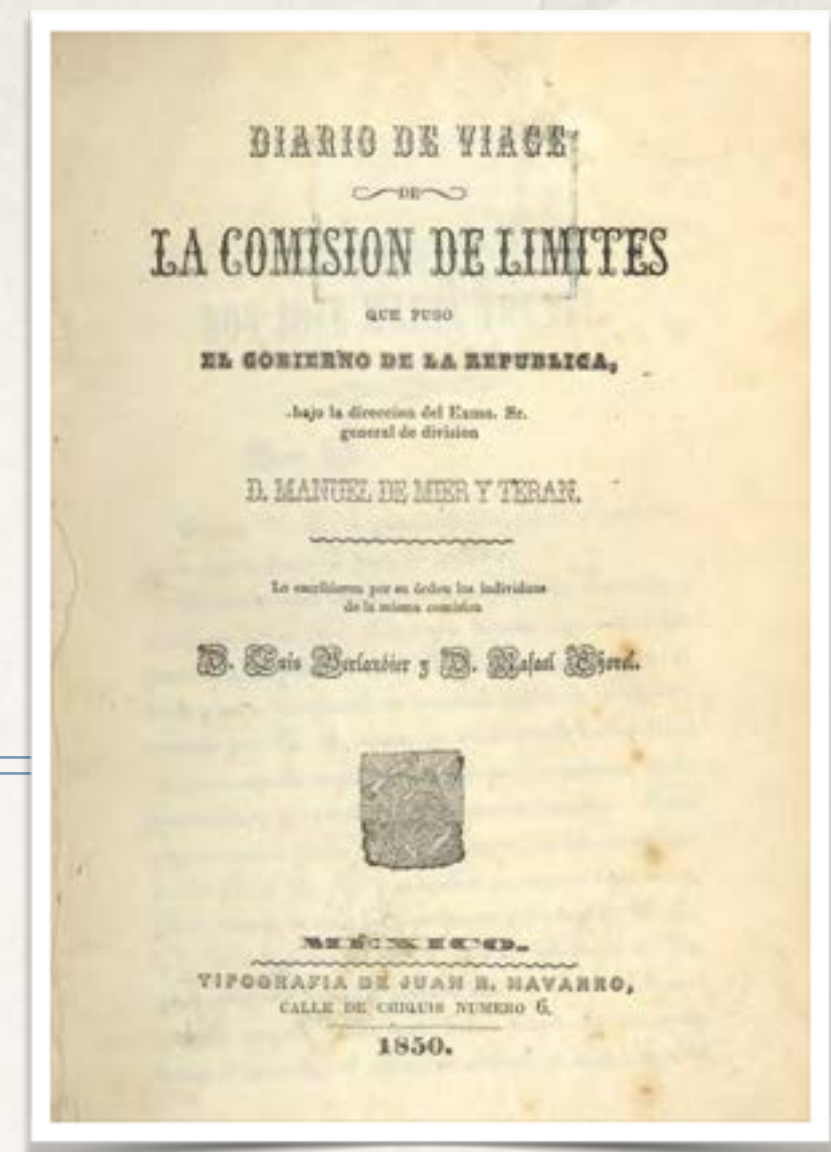 DIARIO DE VIAGE
DE
LA COMISION DE LIMITES
QUE PUSO
EL GOBIERNO DE LA REPUBLICA,
bajo la direccion del Exmo. Sr.
general de division
D. MANUEL DE MIER Y TERAN.
Lo escribieron por su órden los individuos
de la misma comision
D. Luis Berlandier y D. Rafael Chovel.
MÉXICO.
TIPOGRAFIA DE JUAN R. NAVARRO,
CALLE DE CHIQUIS NUMERO 6.
1850.